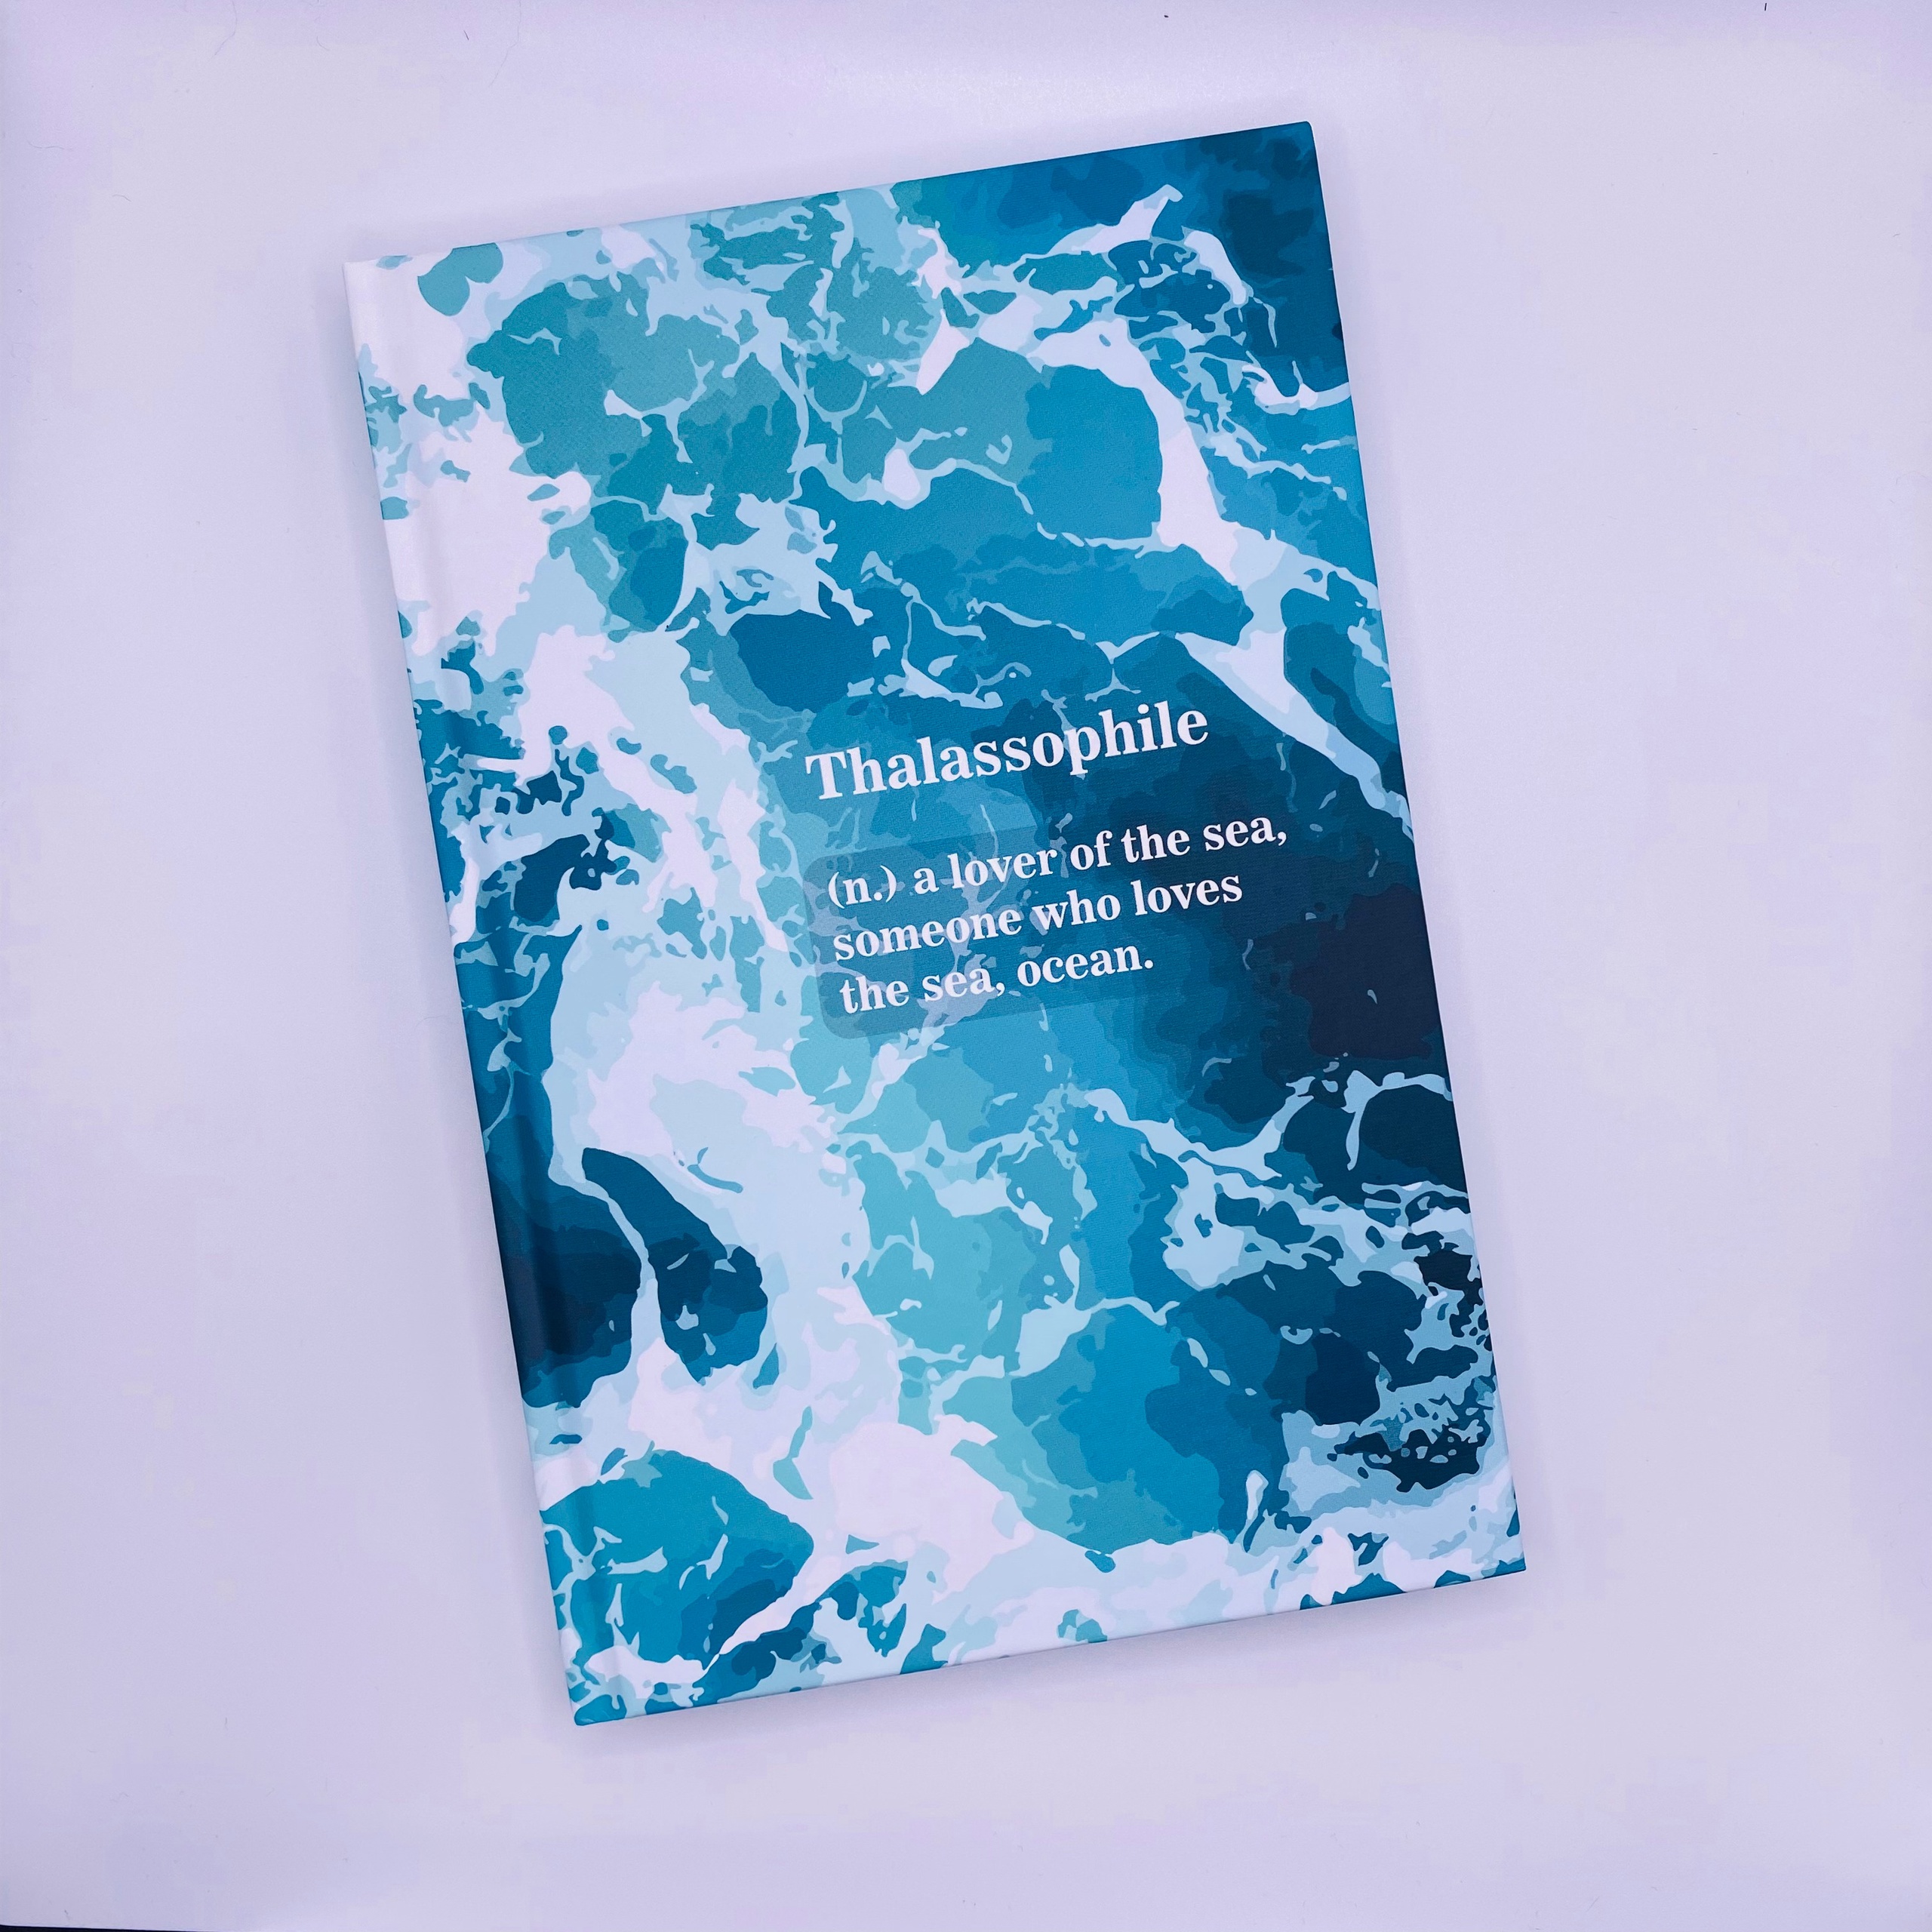 Thalassophile
(n.) a lover of the sea,
someone who loves
the sea, ocean.